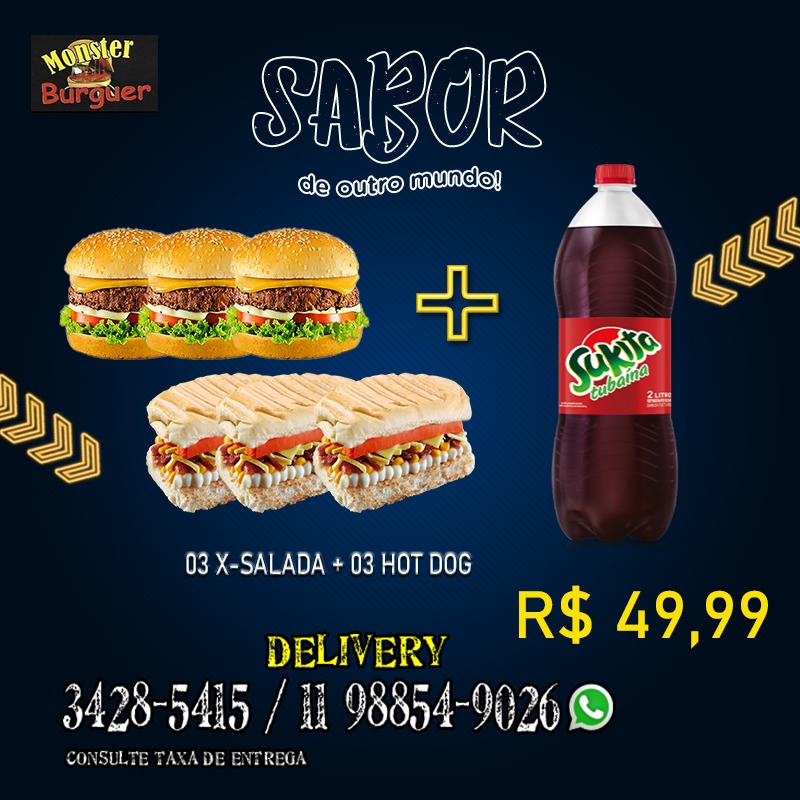 Monster
Burguer
SABOR
de outro mundo!
Sukita
tubaína
2 LITROS
03 X-SALADA + 03 HOT DOG
R$ 49,99
DELIVERY
3428-5415 / 11 98854-9026
CONSULTE TAXA DE ENTREGA